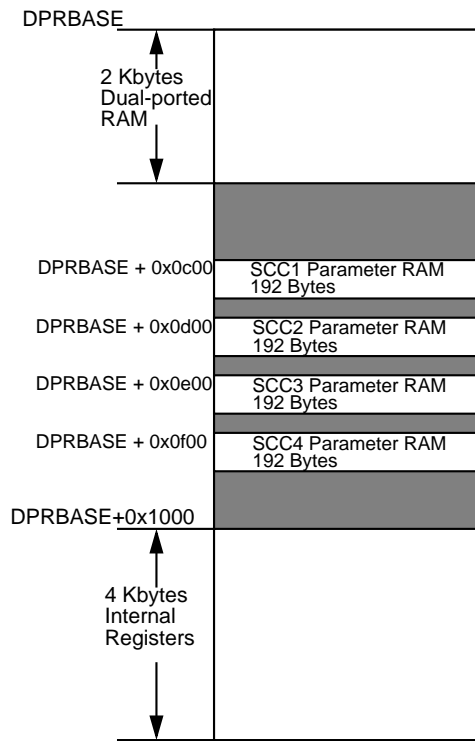 DPRBASE
2 Kbytes
Dual-ported
RAM
DPRBASE + 0x0c00
SCC1 Parameter RAM
192 Bytes
DPRBASE + 0x0d00
SCC2 Parameter RAM
192 Bytes
DPRBASE + 0x0e00
SCC3 Parameter RAM
192 Bytes
DPRBASE + 0x0f00
SCC4 Parameter RAM
192 Bytes
DPRBASE+0x1000
4 Kbytes
Internal
Registers